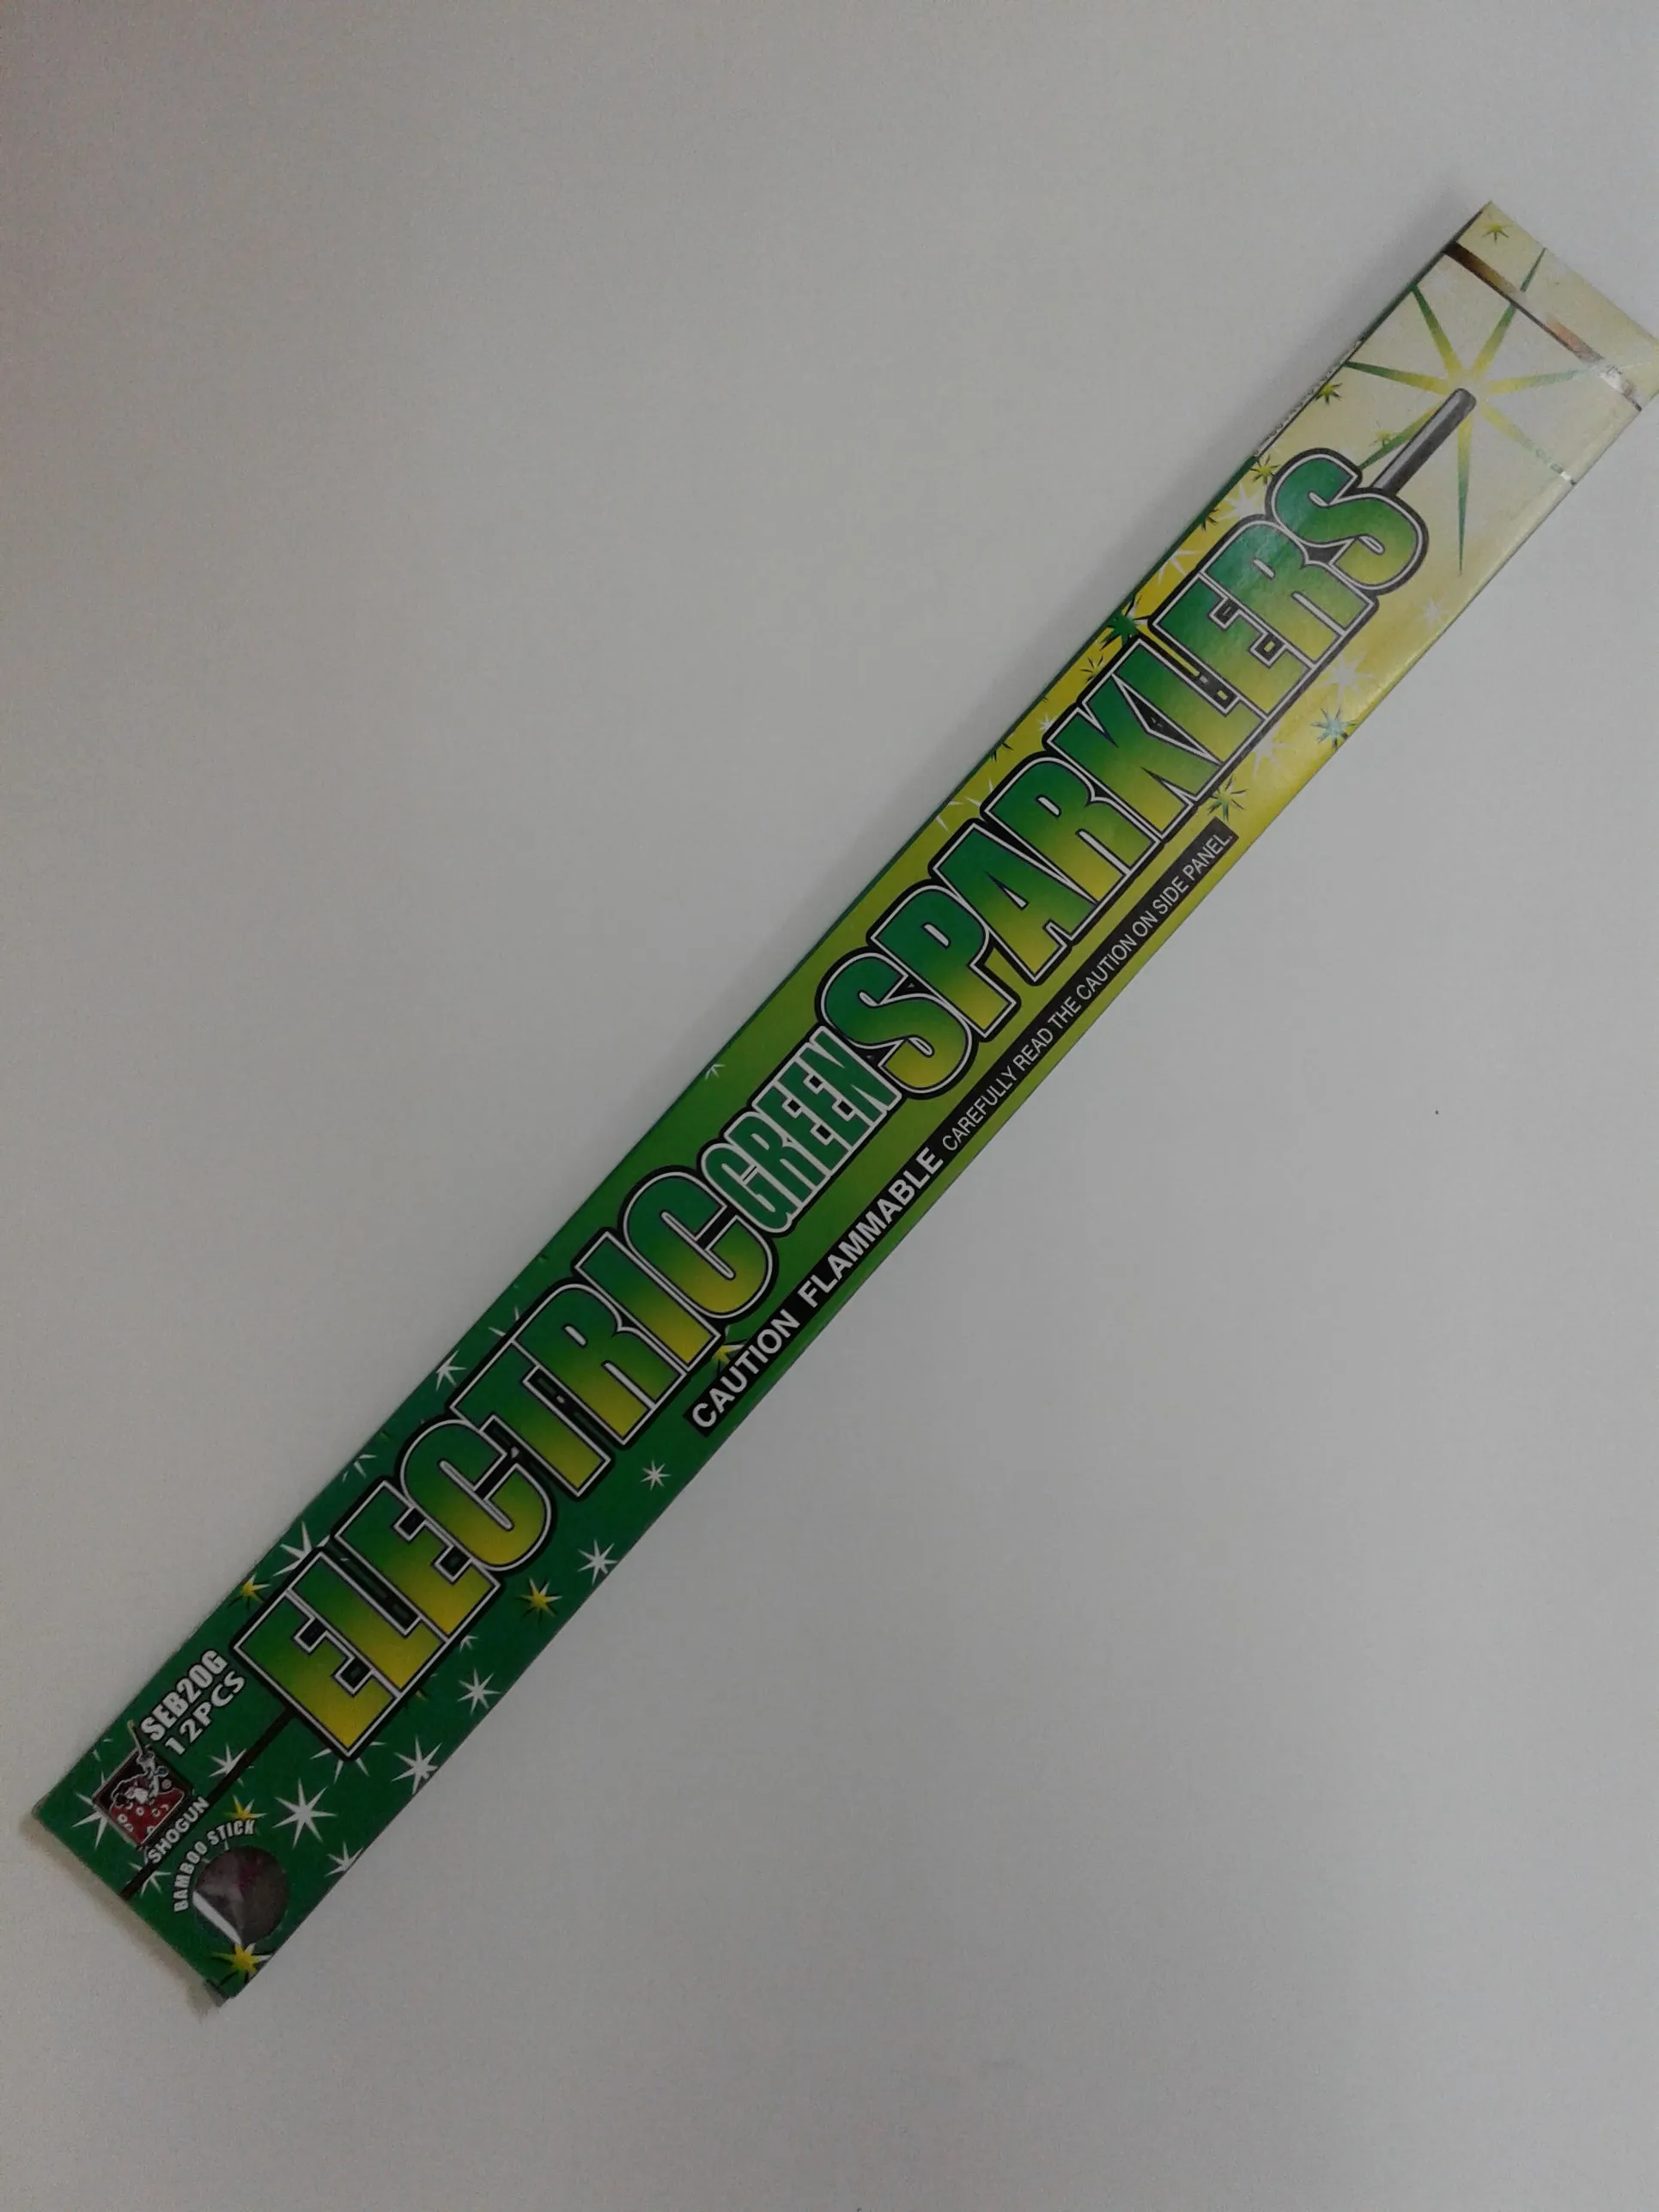 SEB20G
12PCS
SHOGUN
BAMBOO STICK
ELECTRIC GREEN SPARKLERS
CAUTION FLAMMABLE CAREFULLY READ THE CAUTION ON SIDE PANEL.